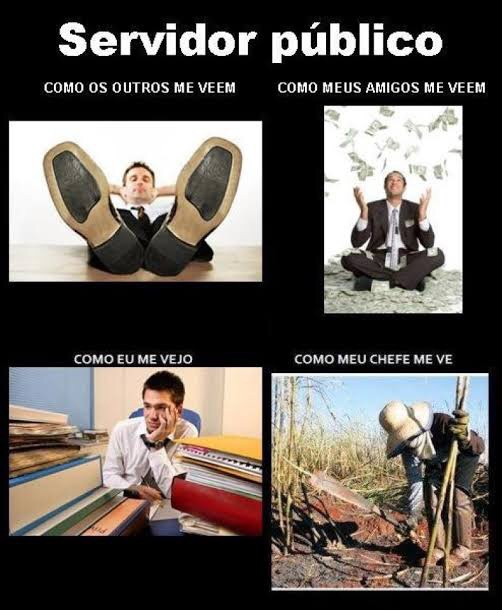 Servidor público
COMO OS OUTROS ME VEEM
COMO MEUS AMIGOS ME VEEM
COMO EU ME VEJO
COMO MEU CHEFE ME VE